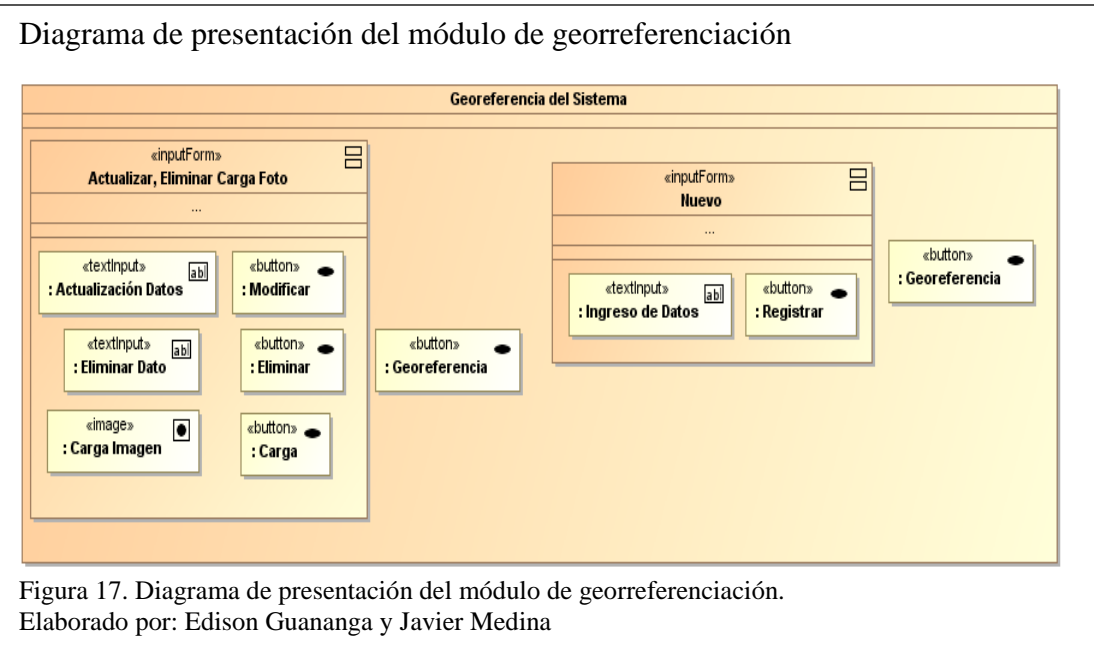 Diagrama de presentación del módulo de georreferenciación
Georeferencia del Sistema
«inputForm»
Actualizar, Eliminar Carga Foto
...
«textInput»
ab
: Actualización Datos
«button»
: Modificar
«textInput»
ab
: Eliminar Dato
«button»
: Eliminar
«image»
: Carga Imagen
«button»
: Carga
«button»
: Georeferencia
«inputForm»
Nuevo
...
«textInput»
ab
: Ingreso de Datos
«button»
: Registrar
«button»
: Georeferencia
Figura 17. Diagrama de presentación del módulo de georreferenciación.
Elaborado por: Edison Guananga y Javier Medina